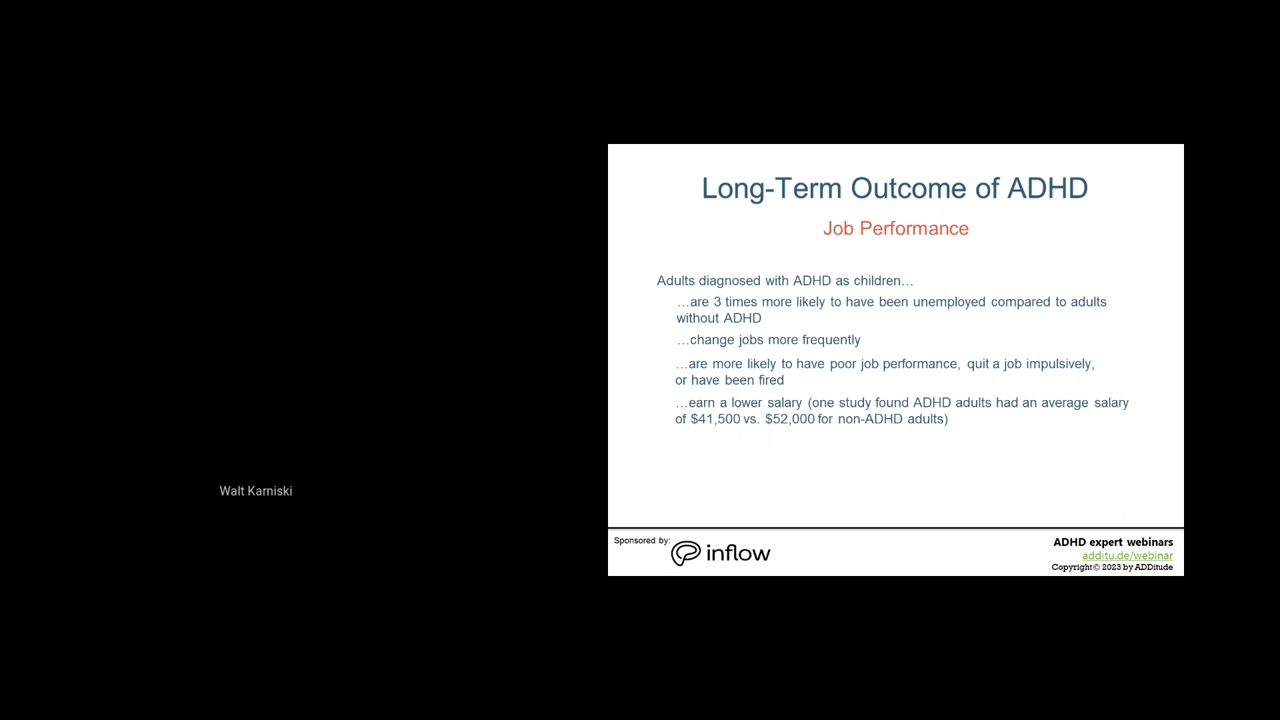 Long-Term Outcome of ADHD
Job Performance
Adults diagnosed with ADHD as children…
…are 3 times more likely to have been unemployed compared to adults
without ADHD
…change jobs more frequently
…are more likely to have poor job performance, quit a job impulsively,
or have been fired
…earn a lower salary (one study found ADHD adults had an average salary
of $41,500 vs. $52,000 for non-ADHD adults)
Walt Karniski
Sponsored by:
inflow
ADHD expert webinars
additu.de/webinar
Copyright © 2023 by ADDitude